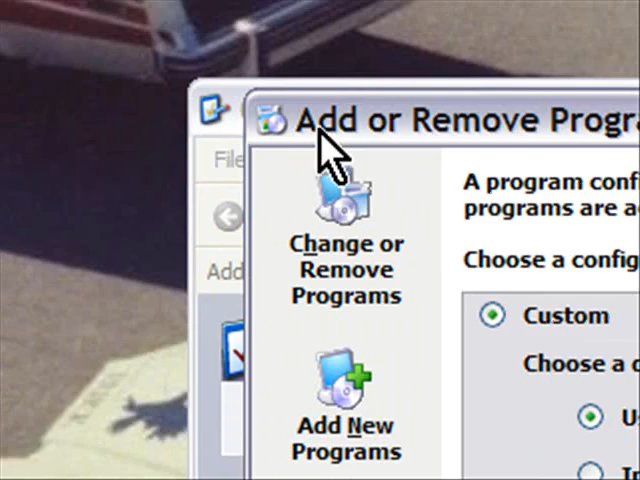 Add or Remove Progra
File
Add
Change or
Remove
Programs
Add New
Programs
A program confi
programs are a
Choose a config
Custom
Choose a